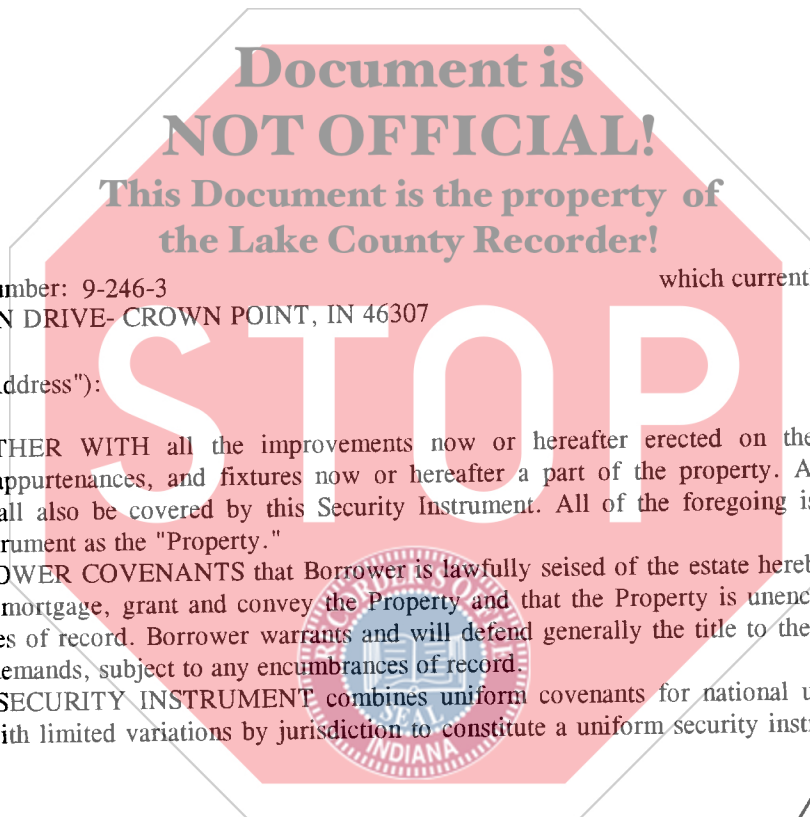 Document is
NOT OFFICIAL!
This Document is the property of
the Lake County Recorder!
umber: 9-246-3 which current
N DRIVE- CROWN POINT, IN 46307
STOP
ddress"):
THER WITH all the improvements now or hereafter erected on the
appurtenances, and fixtures now or hereafter a part of the property. A
all also be covered by this Security Instrument. All of the foregoing is
rument as the "Property."
OWER COVENANTS that Borrower is lawfully seised of the estate hereb
mortgage, grant and convey the Property and that the Property is unenc
es of record. Borrower warrants and will defend generally the title to the
emands, subject to any encumbrances of record.
SECURITY INSTRUMENT combines uniform covenants for national u
ith limited variations by jurisdiction to constitute a uniform security inst
RECORDER'S OFFICE
SEAL
INDIANA